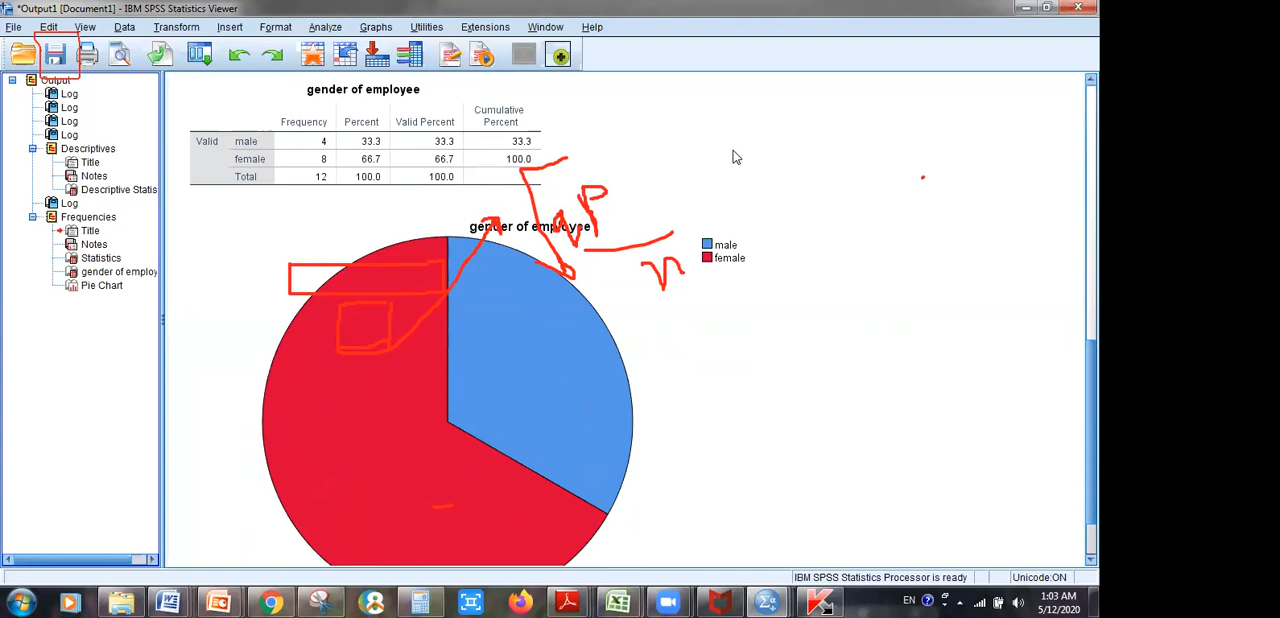 *Output1 [Document1] - IBM SPSS Statistics Viewer
File Edit View Data Transform Insert Format Analyze Graphs Utilities Extensions Window Help
Output
Log
Log
Log
Log
Descriptives
Title
Notes
Descriptive Statis
Log
Frequencies
Title
Notes
Statistics
gender of employ
Pie Chart
gender of employee
Frequency Percent Valid Percent Cumulative Percent
Valid male 4 33.3 33.3 33.3
female 8 66.7 66.7 100.0
Total 12 100.0 100.0
gender of employee
male
female
n
IBM SPSS Statistics Processor is ready Unicode:ON
EN 1:03 AM
5/12/2020